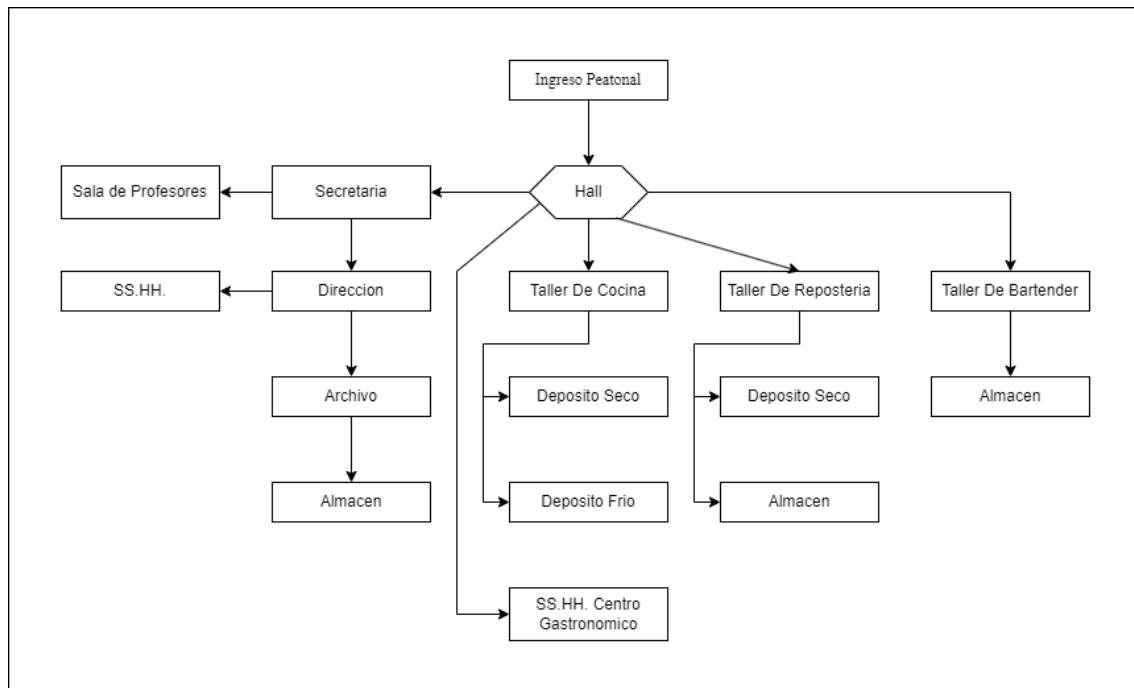 Ingreso Peatonal
Sala de Profesores
Secretaria
Hall
SS.HH.
Direccion
Taller De Cocina
Taller De Reposteria
Taller De Bartender
Archivo
Deposito Seco
Deposito Seco
Almacen
Almacen
Deposito Frio
Almacen
SS.HH. Centro
Gastronomico